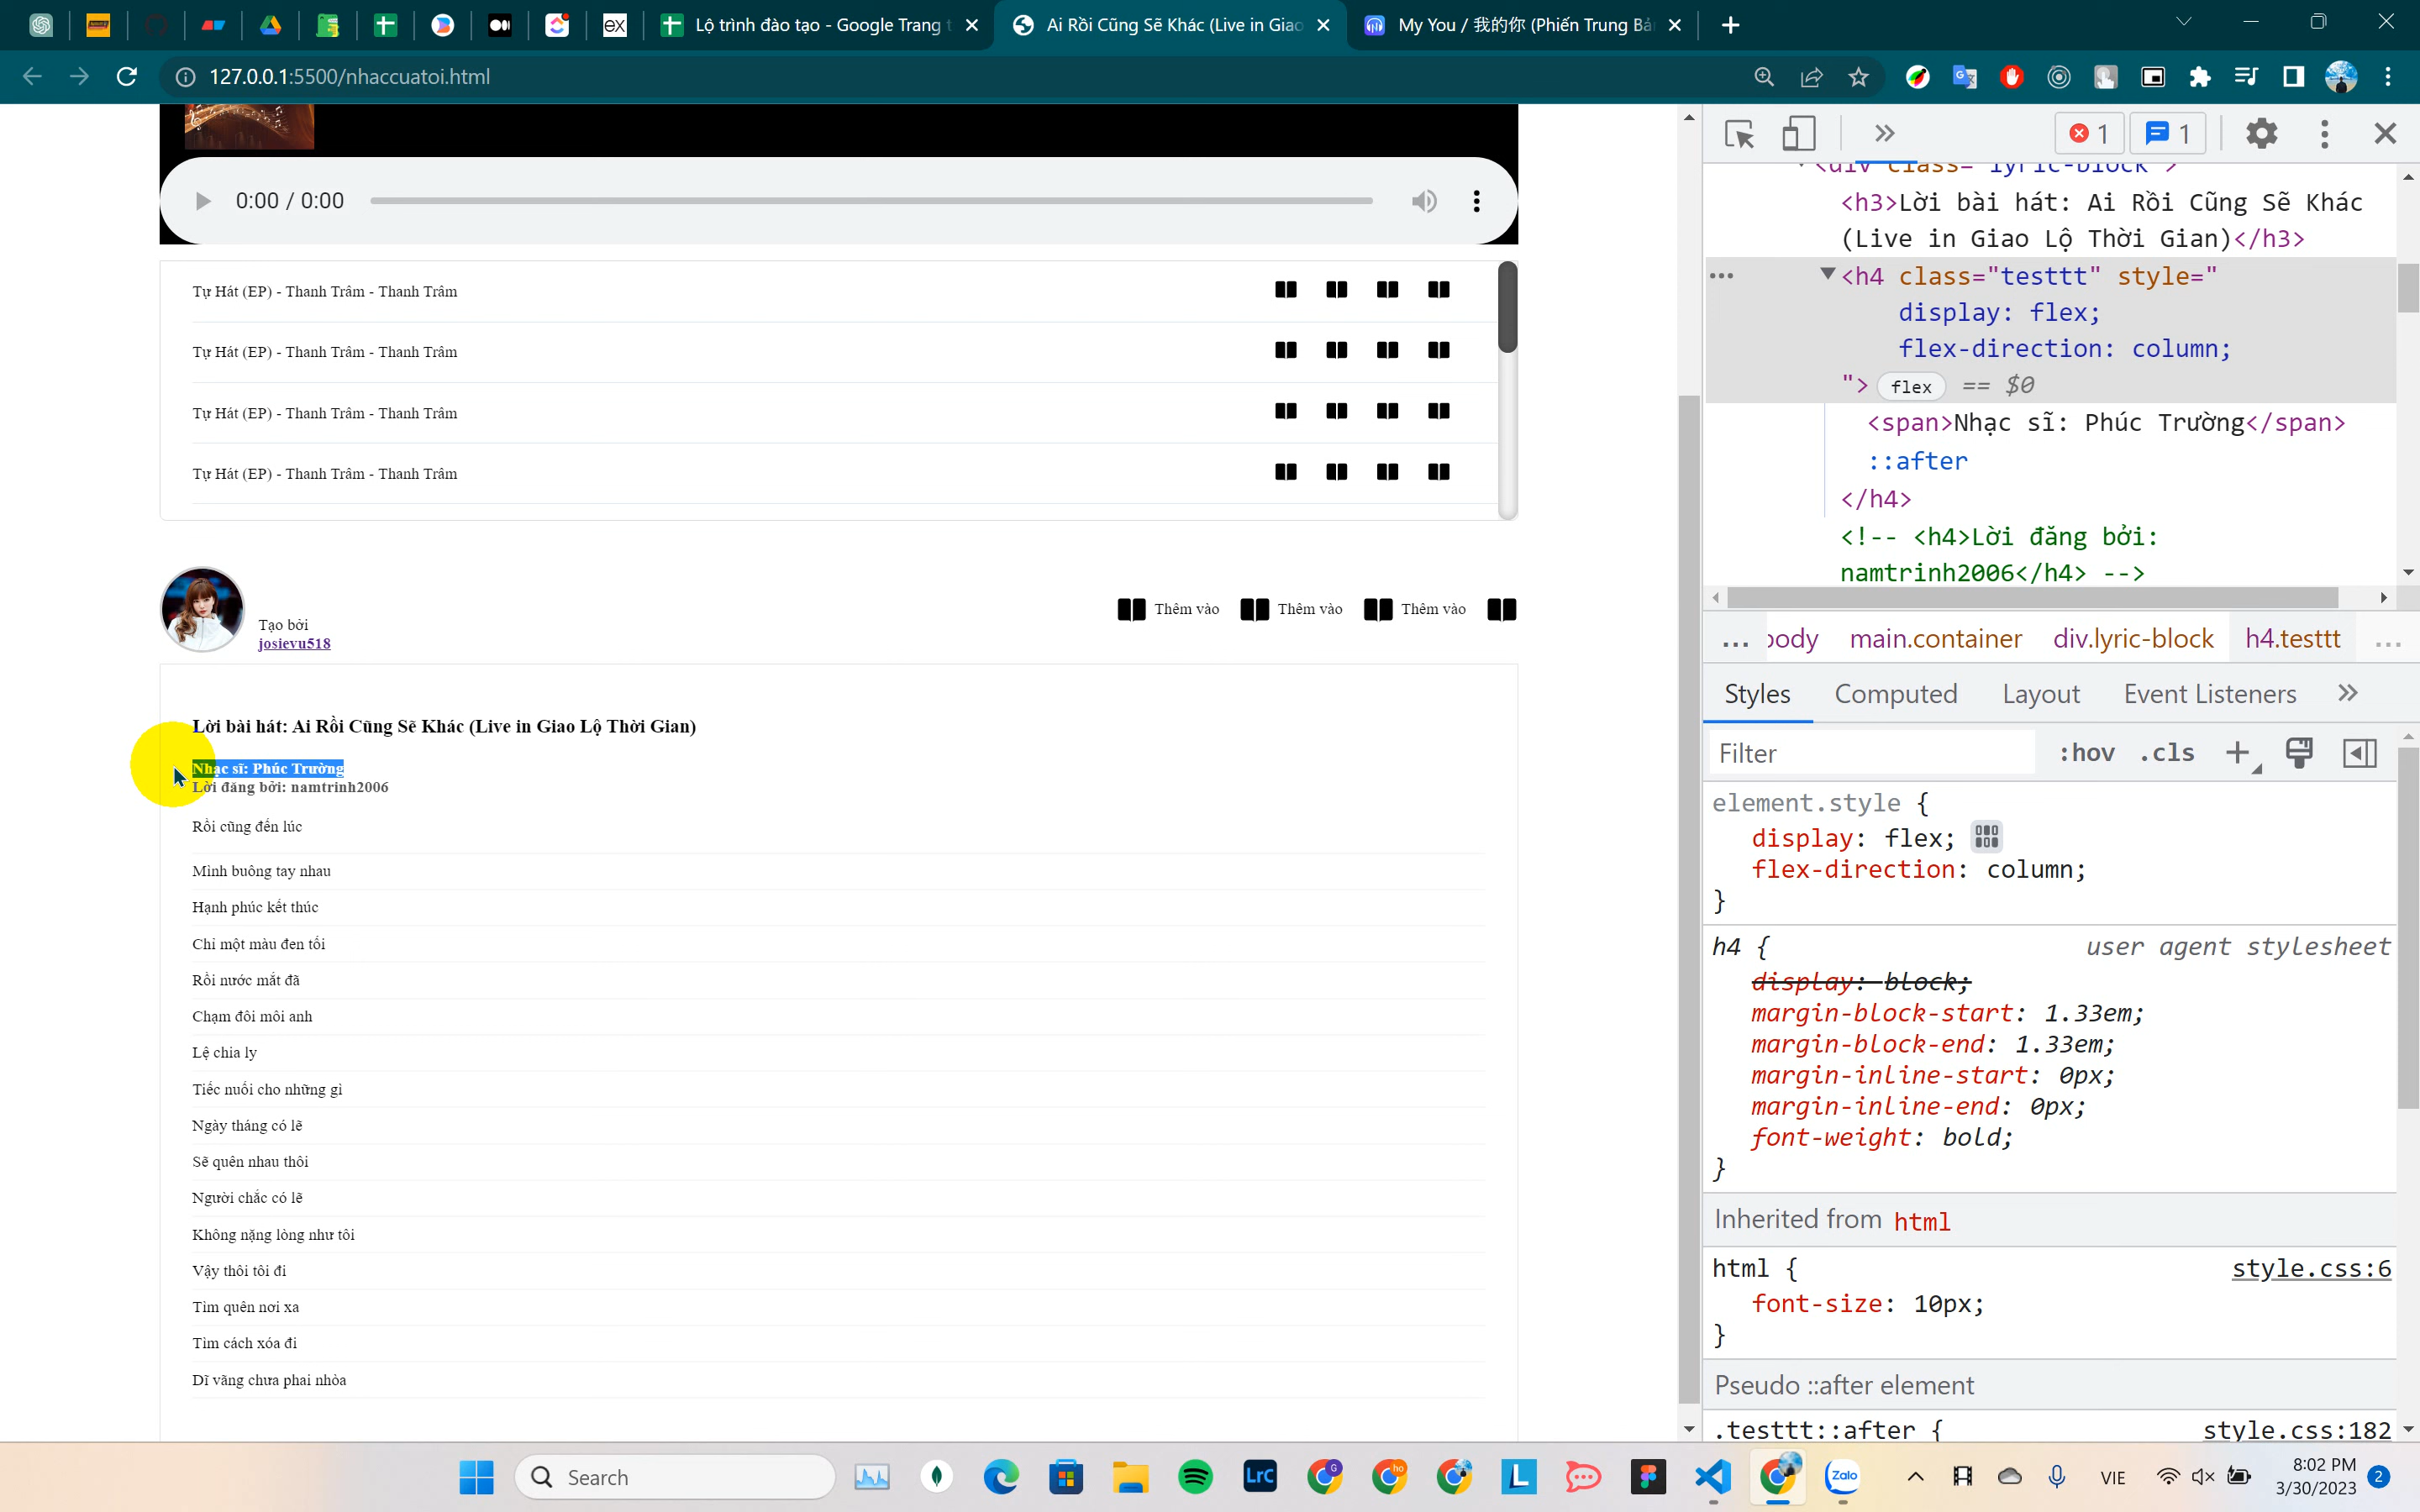 Lộ trình đào tạo - Google Trang t
Ai Rồi Cũng Sẽ Khác (Live in Giao
My You / 我的你 (Phiến Trung Bả
127.0.0.1:5500/nhaccuatoi.html
0:00 / 0:00
Tự Hát (EP) - Thanh Trâm - Thanh Trâm
Tự Hát (EP) - Thanh Trâm - Thanh Trâm
Tự Hát (EP) - Thanh Trâm - Thanh Trâm
Tự Hát (EP) - Thanh Trâm - Thanh Trâm
Tạo bởi
josievu518
Thêm vào
Thêm vào
Thêm vào
Lời bài hát: Ai Rồi Cũng Sẽ Khác (Live in Giao Lộ Thời Gian)
Nhạc sĩ: Phúc Trường
Lời đăng bởi: namtrinh2006
Rồi cũng đến lúc
Mình buông tay nhau
Hạnh phúc kết thúc
Chỉ một màu đen tối
Rồi nước mắt đã
Chạm đôi môi anh
Lệ chia ly
Tiếc nuối cho những gì
Ngày tháng có lẽ
Sẽ quên nhau thôi
Người chắc có lẽ
Không nặng lòng như tôi
Vậy thôi tôi đi
Tìm quên nơi xa
Tìm cách xóa đi
Dĩ vãng chưa phai nhòa
1
1
<div class="lyric-block">
<h3>Lời bài hát: Ai Rồi Cũng Sẽ Khác
(Live in Giao Lộ Thời Gian)</h3>
<h4 class="testtt" style="
display: flex;
flex-direction: column;
"> flex == $0
<span>Nhạc sĩ: Phúc Trường</span>
::after
</h4>
<!-- <h4>Lời đăng bởi:
namtrinh2006</h4> -->
... body main.container div.lyric-block h4.testtt ...
Styles Computed Layout Event Listeners
Filter :hov .cls
element.style {
display: flex;
flex-direction: column;
}
h4 { user agent stylesheet
display: block;
margin-block-start: 1.33em;
margin-block-end: 1.33em;
margin-inline-start: 0px;
margin-inline-end: 0px;
font-weight: bold;
}
Inherited from html
html { style.css:6
font-size: 10px;
}
Pseudo ::after element
.testtt::after { style.css:182
Search
LrC
G
ho
L
Zalo
VIE
8:02 PM
3/30/2023
2